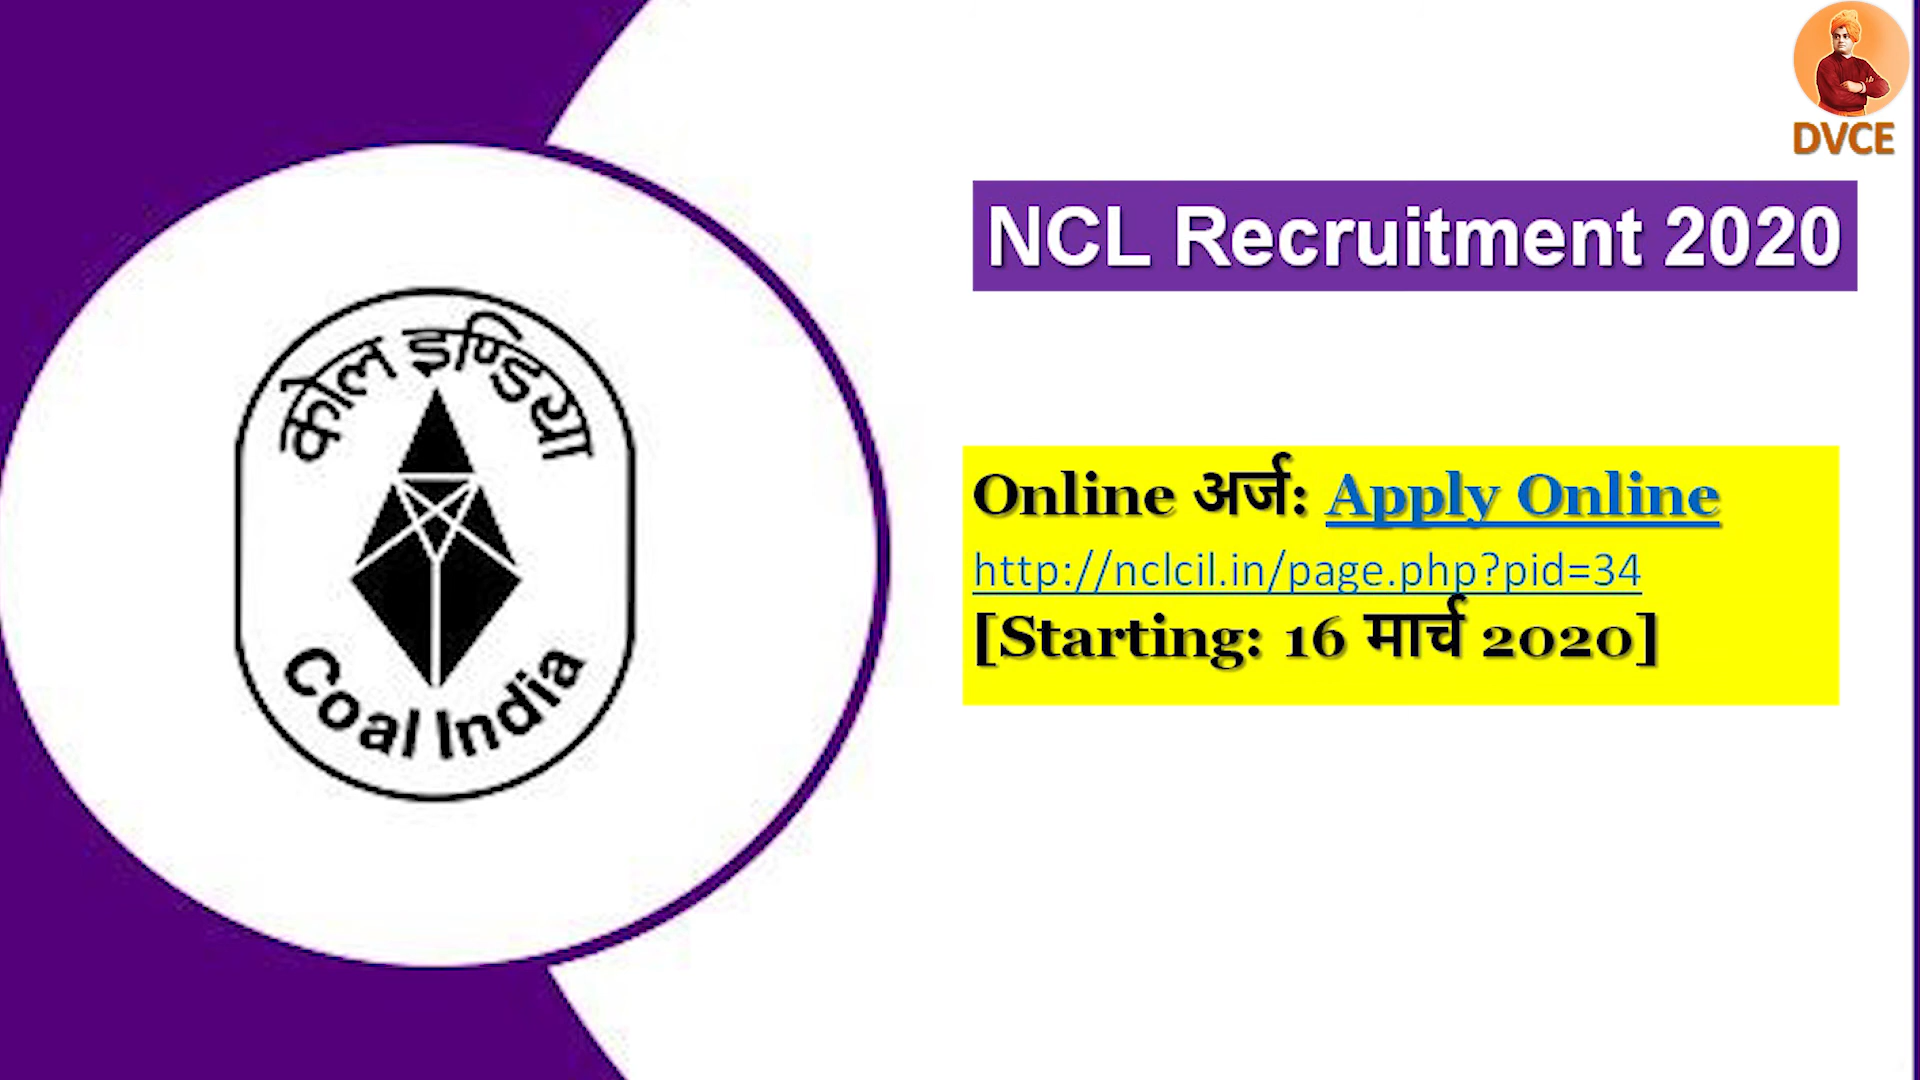 DVCE
NCL Recruitment 2020
कोल इण्डिया
Coal India
Online अर्ज: Apply Online
http://nclcil.in/page.php?pid=34
[Starting: 16 मार्च 2020]